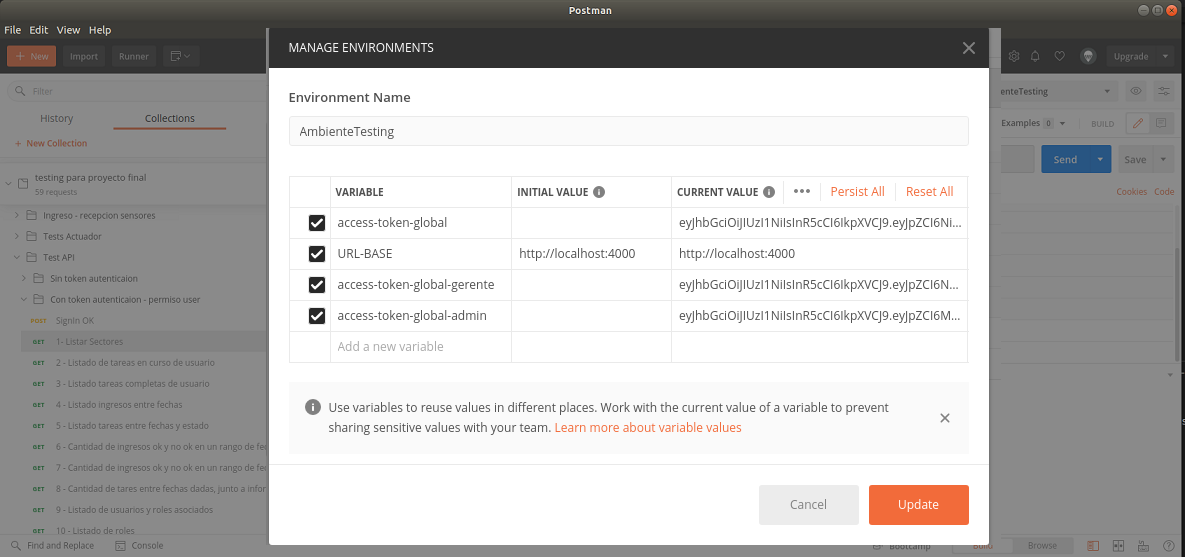 Postman
File Edit View Help
New Import Runner
Upgrade
MANAGE ENVIRONMENTS
Filter
History Collections
New Collection
testing para proyecto final
59 requests
Ingreso - recepcion sensores
Tests Actuador
Test API
Sin token autenticaion
Con token autenticaion - permiso user
POST SignIn OK
GET 1- Listar Sectores
GET 2 - Listado de tareas en curso de usuario
GET 3 - Listado tareas completas de usuario
GET 4 - Listado ingresos entre fechas
GET 5 - Listado tareas entre fechas y estado
GET 6 - Cantidad de ingresos ok y no ok en un rango de fec
GET 7 - Cantidad de ingresos ok y no ok en un rango de fec
GET 8 - Cantidad de tares entre fechas dadas, junto a infor
GET 9 - Listado de usuarios y roles asociados
GET 10 - Listado de roles
Environment Name
AmbienteTesting
VARIABLE INITIAL VALUE CURRENT VALUE ••• Persist All Reset All
access-token-global eyJhbGciOiJIUzI1NiIsInR5cCI6IkpXVCJ9.eyJpZCI6Ni...
URL-BASE http://localhost:4000 http://localhost:4000
access-token-global-gerente eyJhbGciOiJIUzI1NiIsInR5cCI6IkpXVCJ9.eyJpZCI6N...
access-token-global-admin eyJhbGciOiJIUzI1NiIsInR5cCI6IkpXVCJ9.eyJpZCI6M...
Add a new variable
Use variables to reuse values in different places. Work with the current value of a variable to prevent
sharing sensitive values with your team. Learn more about variable values
Cancel Update
enteTesting
Examples 0 BUILD
Send Save
Cookies Code
Find and Replace Console
Bootcamp Build Browse